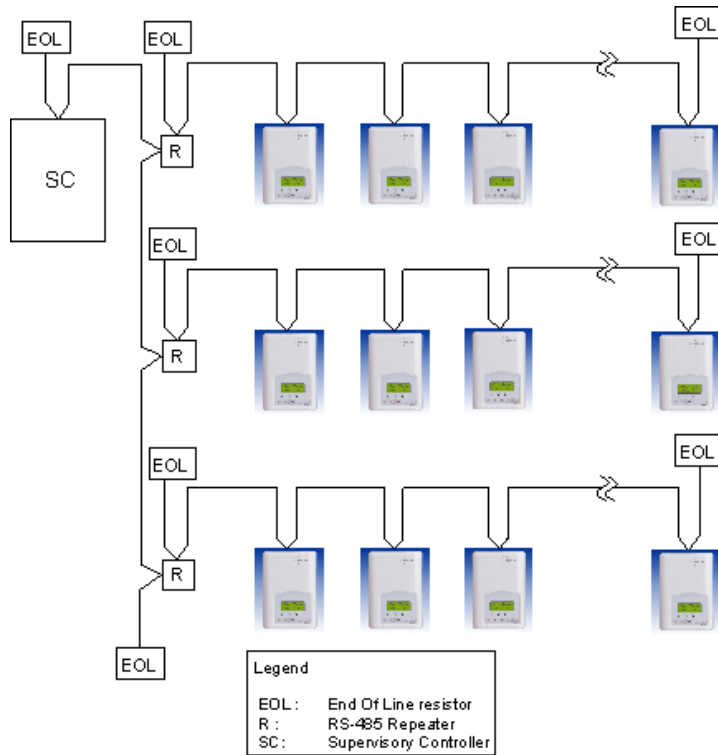 EOL
EOL
EOL
SC
R
EOL
EOL
R
EOL
EOL
R
EOL
Legend
EOL : End Of Line resistor
R : RS-485 Repeater
SC: Supervisory Controller